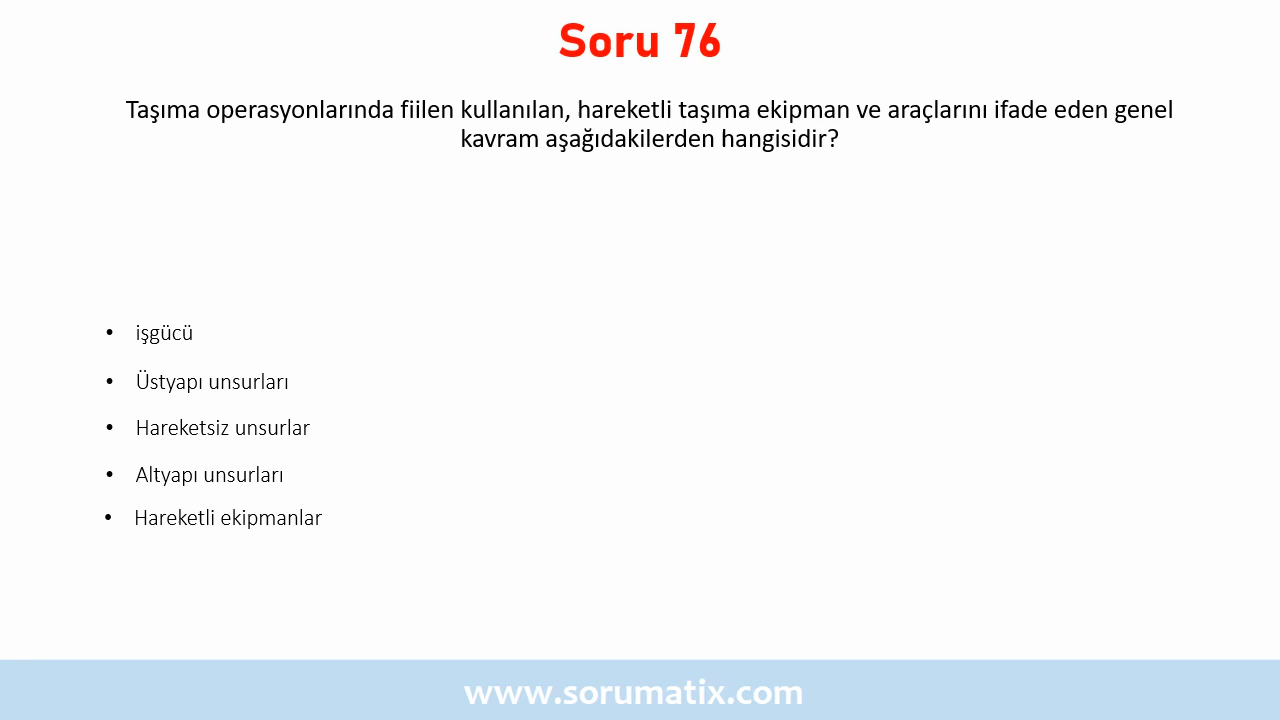 Soru 76
Taşıma operasyonlarında fiilen kullanılan, hareketli taşıma ekipman ve araçlarını ifade eden genel
kavram aşağıdakilerden hangisidir?
• işgücü
• Üstyapı unsurları
• Hareketsiz unsurlar
• Altyapı unsurları
• Hareketli ekipmanlar
www.sorumatix.com